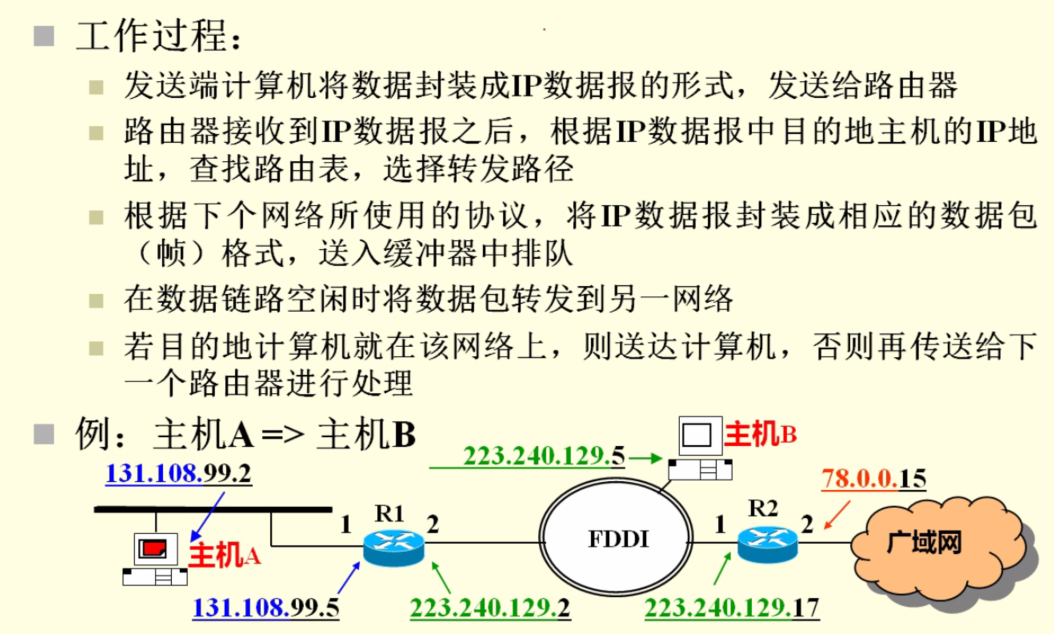 工作过程：
发送端计算机将数据封装成IP数据报的形式，发送给路由器
路由器接收到IP数据报之后，根据IP数据报中目的地主机的IP地
址，查找路由表，选择转发路径
根据下个网络所使用的协议，将IP数据报封装成相应的数据包
（帧）格式，送入缓冲器中排队
在数据链路空闲时将数据包转发到另一网络
若目的地计算机就在该网络上，则送达计算机，否则再传送给下
一个路由器进行处理
例：主机A => 主机B
主机B
223.240.129.5
131.108.99.2
78.0.0.15
1 R1 2
FDDI
1 R2 2
广域网
主机A
131.108.99.5
223.240.129.2
223.240.129.17